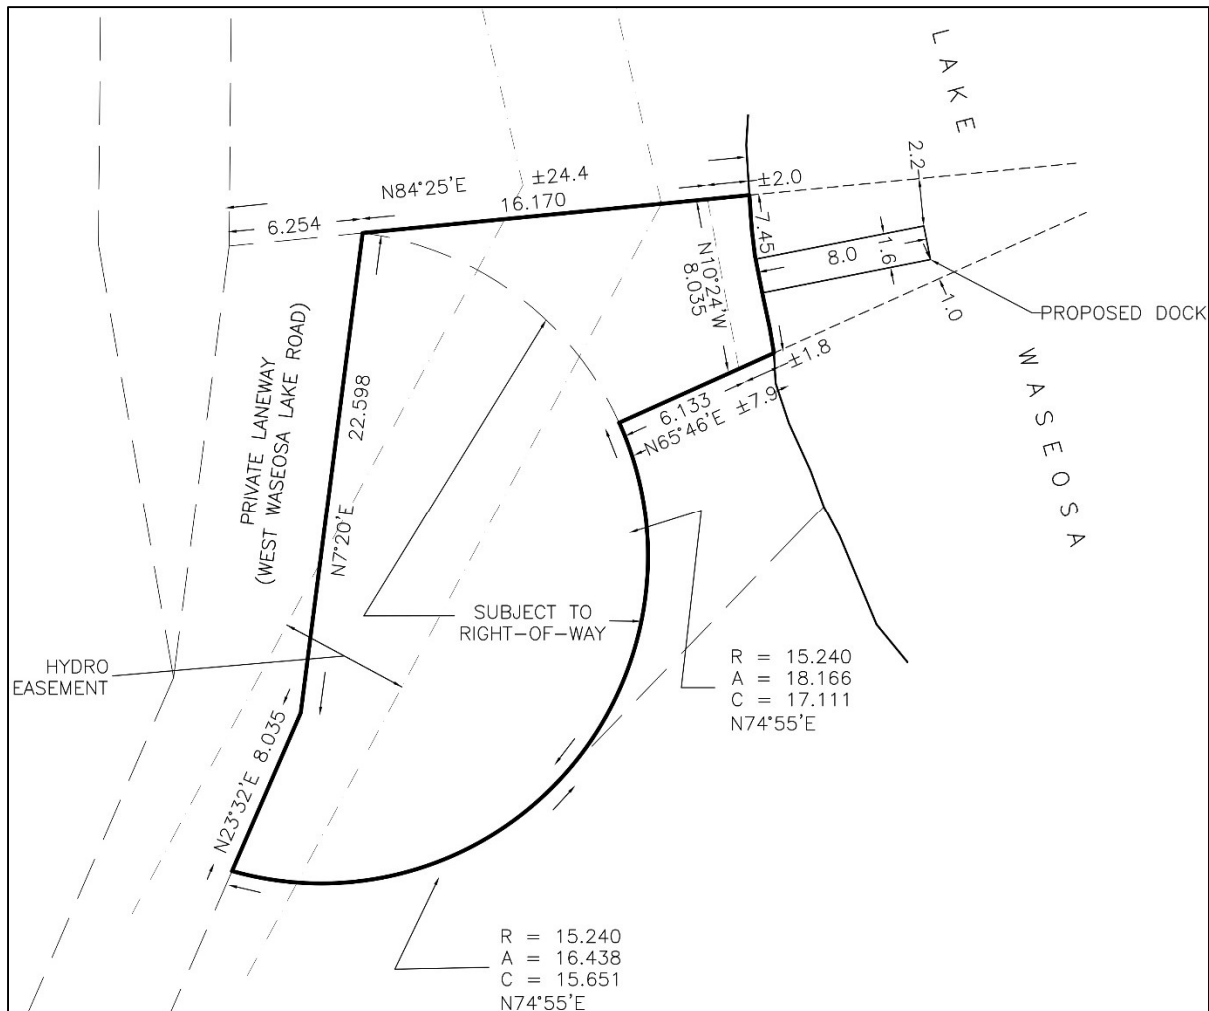 LAKE
WASEOSA
N84°25'E
±24.4
16.170
±2.0
2.2
6.254
7.45
1.6
8.0
1.0
N10°24'W
8.035
PROPOSED DOCK
±1.8
6.133
±7.9
N65°46'E
PRIVATE LANEWAY
(WEST WASEOSA LAKE ROAD)
22.598
N7°20'E
SUBJECT TO
RIGHT-OF-WAY
HYDRO
EASEMENT
R = 15.240
A = 18.166
C = 17.111
N74°55'E
N23°32'E 8.035
R = 15.240
A = 16.438
C = 15.651
N74°55'E